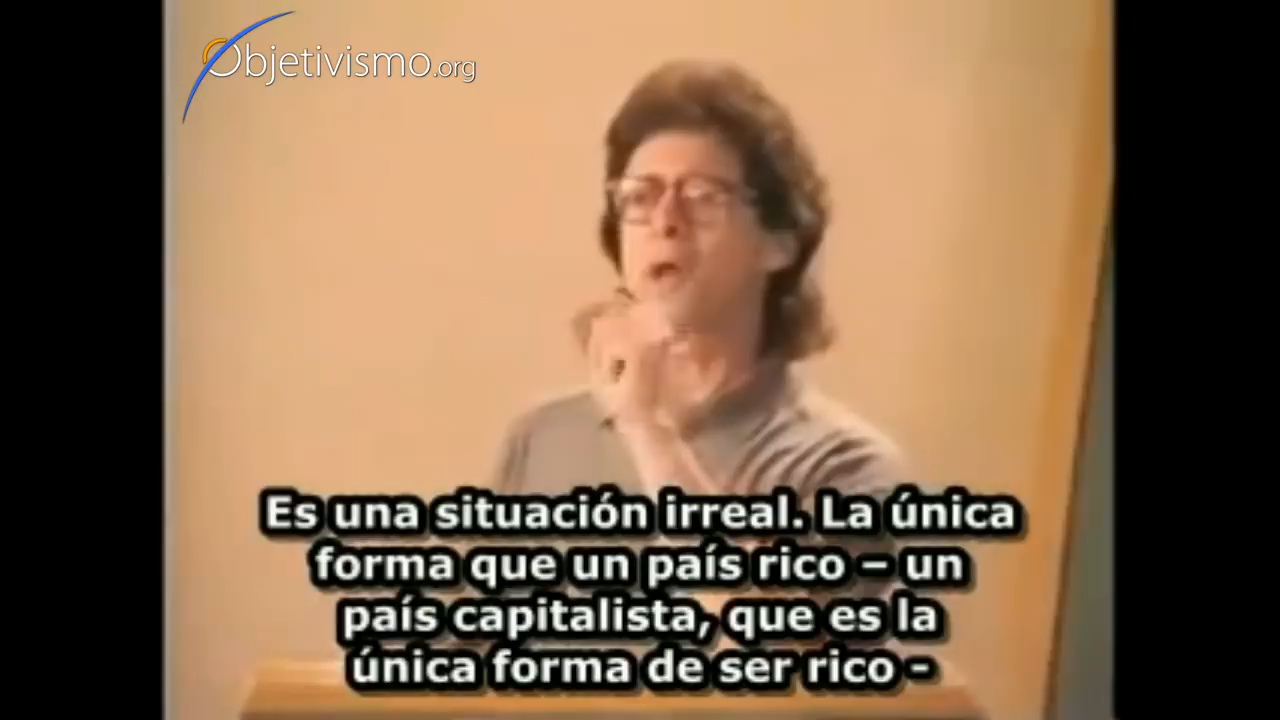 Objetivismo.org
Es una situación irreal. La única
forma que un país rico – un
país capitalista, que es la
única forma de ser rico -